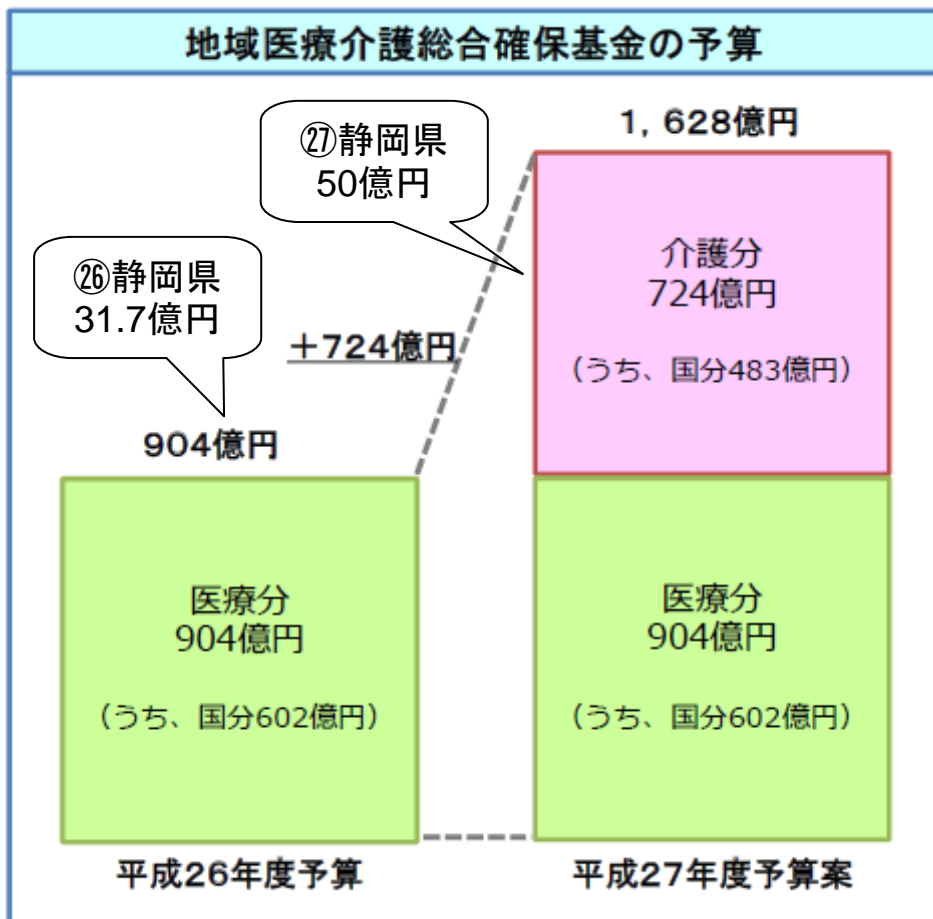 地域医療介護総合確保基金の予算
1，628億円
㉗静岡県
50億円
㉖静岡県
31.7億円
＋724億円
904億円
介護分
724億円
（うち、国分483億円）
医療分
904億円
（うち、国分602億円）
医療分
904億円
（うち、国分602億円）
平成26年度予算
平成27年度予算案